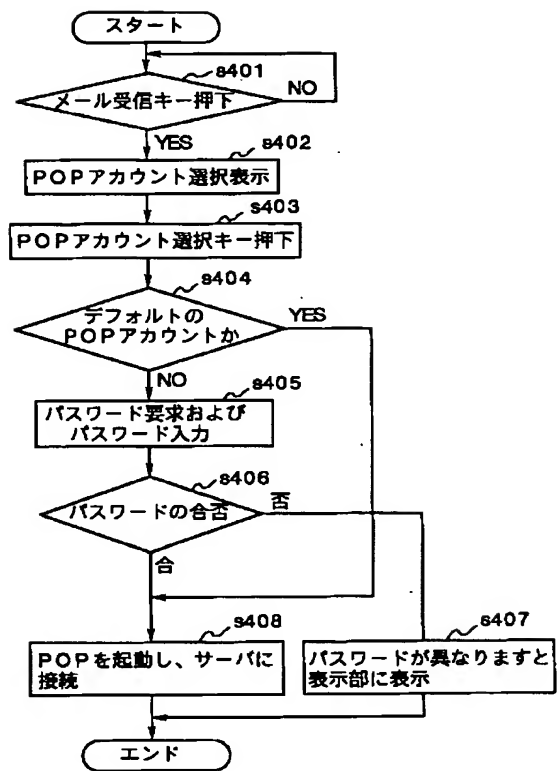 スタート
s401
メール受信キー押下
NO
YES
s402
POPアカウント選択表示
s403
POPアカウント選択キー押下
s404
デフォルトの
POPアカウントか
YES
NO
s405
パスワード要求および
パスワード入力
s406
パスワードの合否
否
合
s408
POPを起動し、サーバに
接続
s407
パスワードが異なりますと
表示部に表示
エンド